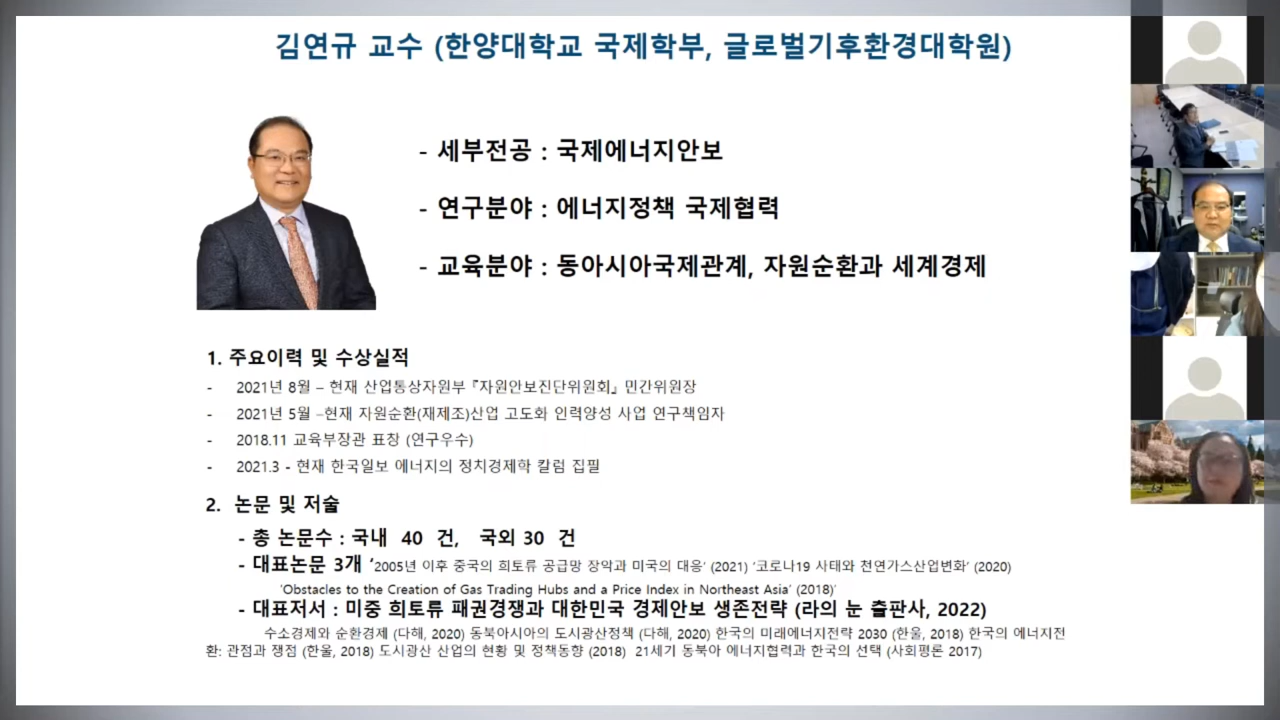 김연규 교수 (한양대학교 국제학부, 글로벌기후환경대학원)
- 세부전공 : 국제에너지안보
- 연구분야 : 에너지정책 국제협력
- 교육분야 : 동아시아국제관계, 자원순환과 세계경제
1. 주요이력 및 수상실적
- 2021년 8월 – 현재 산업통상자원부 『자원안보진단위원회』 민간위원장
- 2021년 5월 –현재 자원순환(재제조)산업 고도화 인력양성 사업 연구책임자
- 2018.11 교육부장관 표창 (연구우수)
- 2021.3 - 현재 한국일보 에너지의 정치경제학 칼럼 집필
2. 논문 및 저술
- 총 논문수 : 국내 40 건, 국외 30 건
- 대표논문 3개 ‘2005년 이후 중국의 희토류 공급망 장악과 미국의 대응’ (2021) ‘코로나19 사태와 천연가스산업변화’ (2020)
‘Obstacles to the Creation of Gas Trading Hubs and a Price Index in Northeast Asia’ (2018)’
- 대표저서 : 미중 희토류 패권경쟁과 대한민국 경제안보 생존전략 (라의 눈 출판사, 2022)
수소경제와 순환경제 (다해, 2020) 동북아시아의 도시광산정책 (다해, 2020) 한국의 미래에너지전략 2030 (한울, 2018) 한국의 에너지전
환: 관점과 쟁점 (한울, 2018) 도시광산 산업의 현황 및 정책동향 (2018) 21세기 동북아 에너지협력과 한국의 선택 (사회평론 2017)